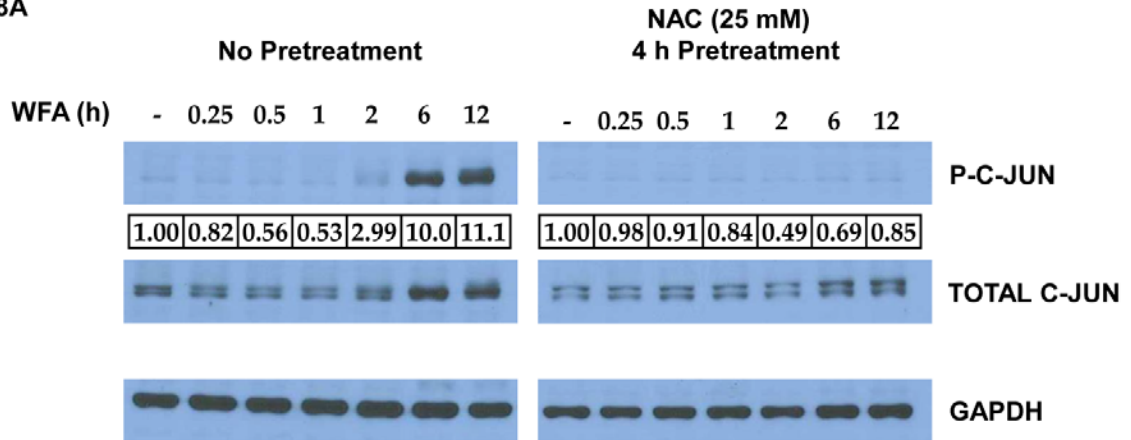 8A
No Pretreatment
NAC (25 mM)
4 h Pretreatment
WFA (h) - 0.25 0.5 1 2 6 12
- 0.25 0.5 1 2 6 12
P-C-JUN
1.00 0.82 0.56 0.53 2.99 10.0 11.1
1.00 0.98 0.91 0.84 0.49 0.69 0.85
TOTAL C-JUN
GAPDH